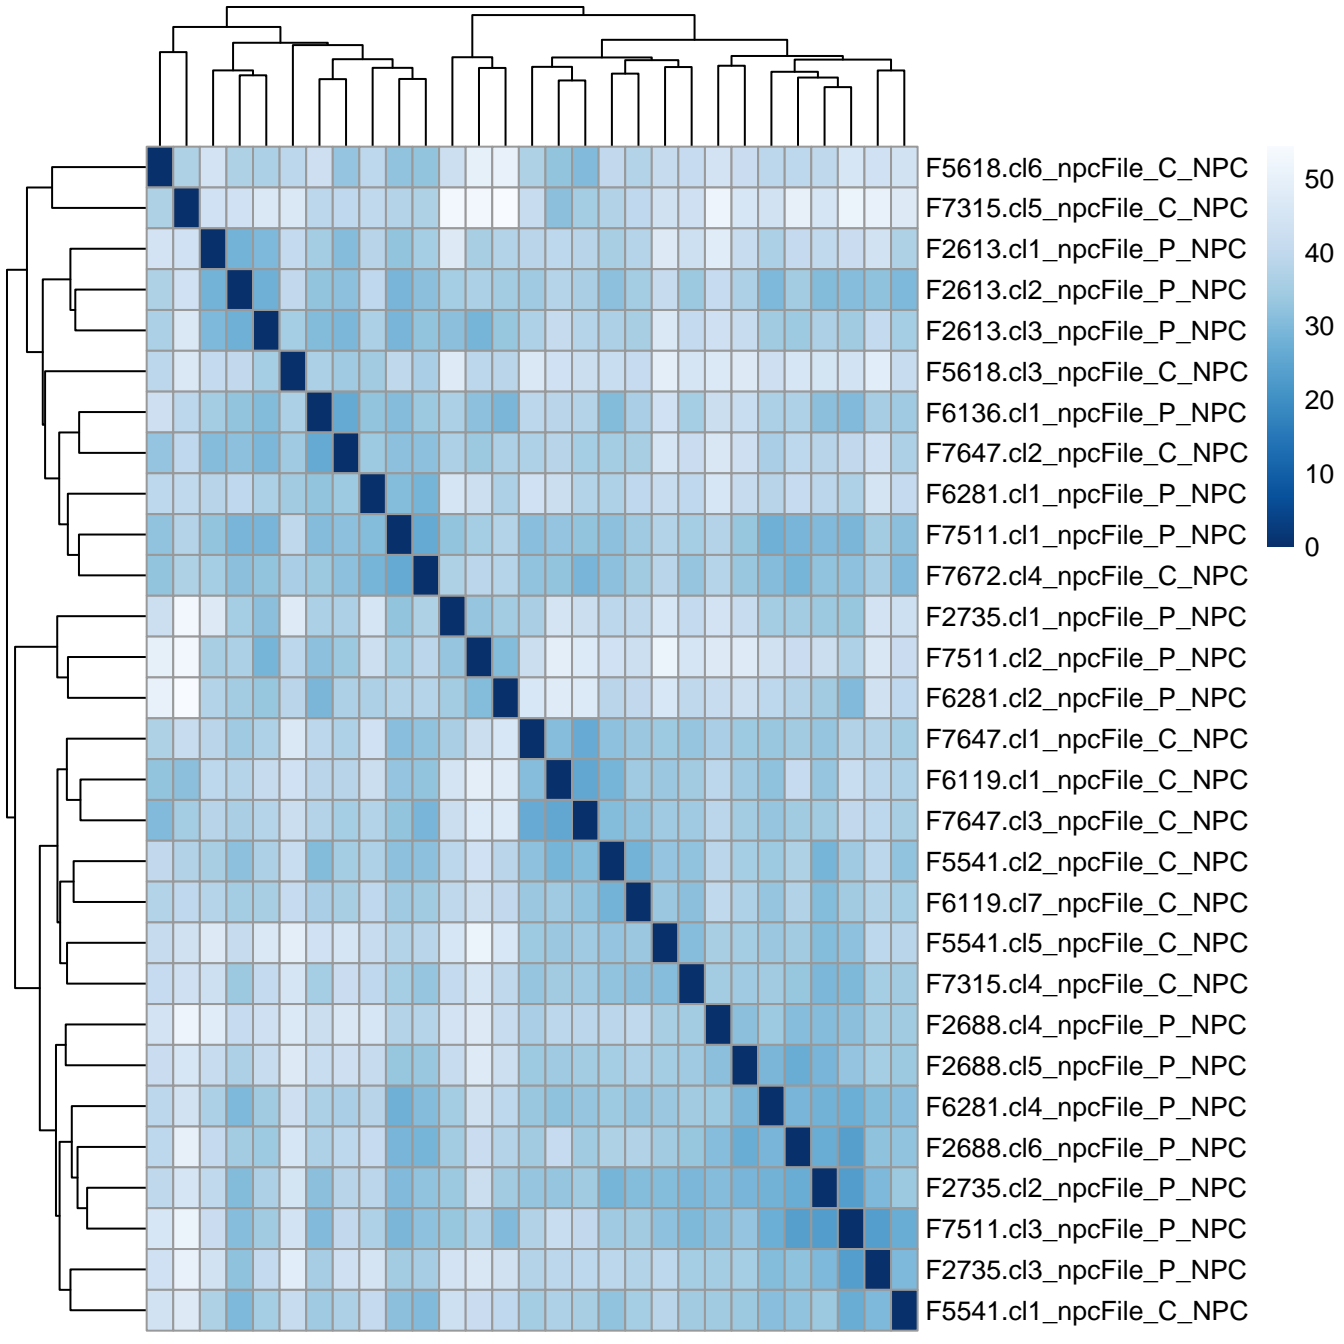 F5618.cl6_npcFile_C_NPC
F7315.cl5_npcFile_C_NPC
F2613.cl1_npcFile_P_NPC
F2613.cl2_npcFile_P_NPC
F2613.cl3_npcFile_P_NPC
F5618.cl3_npcFile_C_NPC
F6136.cl1_npcFile_P_NPC
F7647.cl2_npcFile_C_NPC
F6281.cl1_npcFile_P_NPC
F7511.cl1_npcFile_P_NPC
F7672.cl4_npcFile_C_NPC
F2735.cl1_npcFile_P_NPC
F7511.cl2_npcFile_P_NPC
F6281.cl2_npcFile_P_NPC
F7647.cl1_npcFile_C_NPC
F6119.cl1_npcFile_C_NPC
F7647.cl3_npcFile_C_NPC
F5541.cl2_npcFile_C_NPC
F6119.cl7_npcFile_C_NPC
F5541.cl5_npcFile_C_NPC
F7315.cl4_npcFile_C_NPC
F2688.cl4_npcFile_P_NPC
F2688.cl5_npcFile_P_NPC
F6281.cl4_npcFile_P_NPC
F2688.cl6_npcFile_P_NPC
F2735.cl2_npcFile_P_NPC
F7511.cl3_npcFile_P_NPC
F2735.cl3_npcFile_P_NPC
F5541.cl1_npcFile_C_NPC
50
40
30
20
10
0